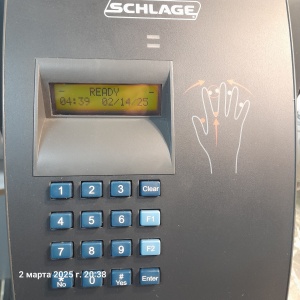 SCHLAGE
- READY -
04:39 02/14/25
1 2 3 Clear
4 5 6 F1
7 8 9 F2
* No 0 # Yes Enter
2 марта 2025 г. 20:38